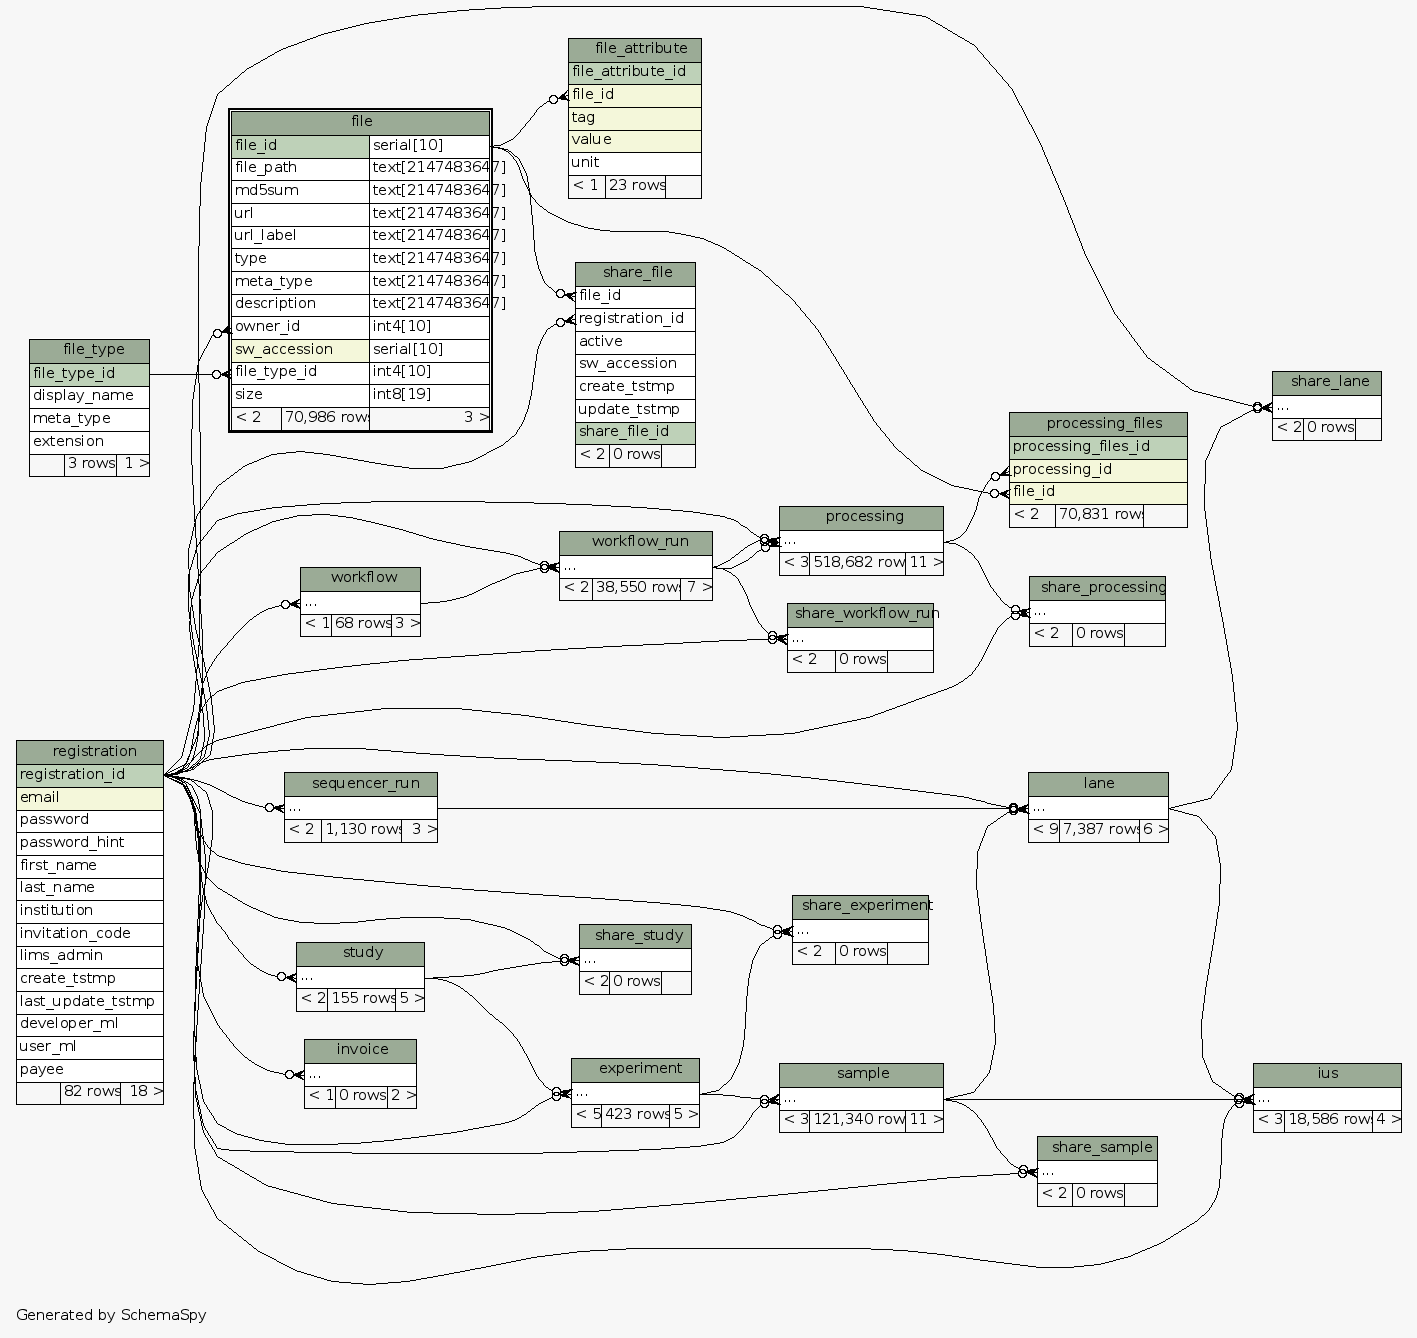 file_attribute
file_attribute_id
file_id
tag
value
unit
< 1 23 rows
file
file_id serial[10]
file_path text[2147483647]
md5sum text[2147483647]
url text[2147483647]
url_label text[2147483647]
type text[2147483647]
meta_type text[2147483647]
description text[2147483647]
owner_id int4[10]
sw_accession serial[10]
file_type_id int4[10]
size int8[19]
< 2 70,986 rows 3 >
share_file
file_id
registration_id
active
sw_accession
create_tstmp
update_tstmp
share_file_id
< 2 0 rows
file_type
file_type_id
display_name
meta_type
extension
3 rows 1 >
share_lane
...
< 2 0 rows
processing_files
processing_files_id
processing_id
file_id
< 2 70,831 rows
processing
...
< 3 518,682 row 11 >
workflow_run
...
< 2 38,550 rows 7 >
workflow
...
< 1 68 rows 3 >
share_processing
...
< 2 0 rows
share_workflow_run
...
< 2 0 rows
registration
registration_id
email
password
password_hint
first_name
last_name
institution
invitation_code
lims_admin
create_tstmp
last_update_tstmp
developer_ml
user_ml
payee
82 rows 18 >
sequencer_run
...
< 2 1,130 rows 3 >
lane
...
< 9 7,387 rows 6 >
share_experiment
...
< 2 0 rows
share_study
...
< 2 0 rows
study
...
< 2 155 rows 5 >
invoice
...
< 1 0 rows 2 >
experiment
...
< 5 423 rows 5 >
sample
...
< 3 121,340 row 11 >
ius
...
< 3 18,586 rows 4 >
share_sample
...
< 2 0 rows
Generated by SchemaSpy